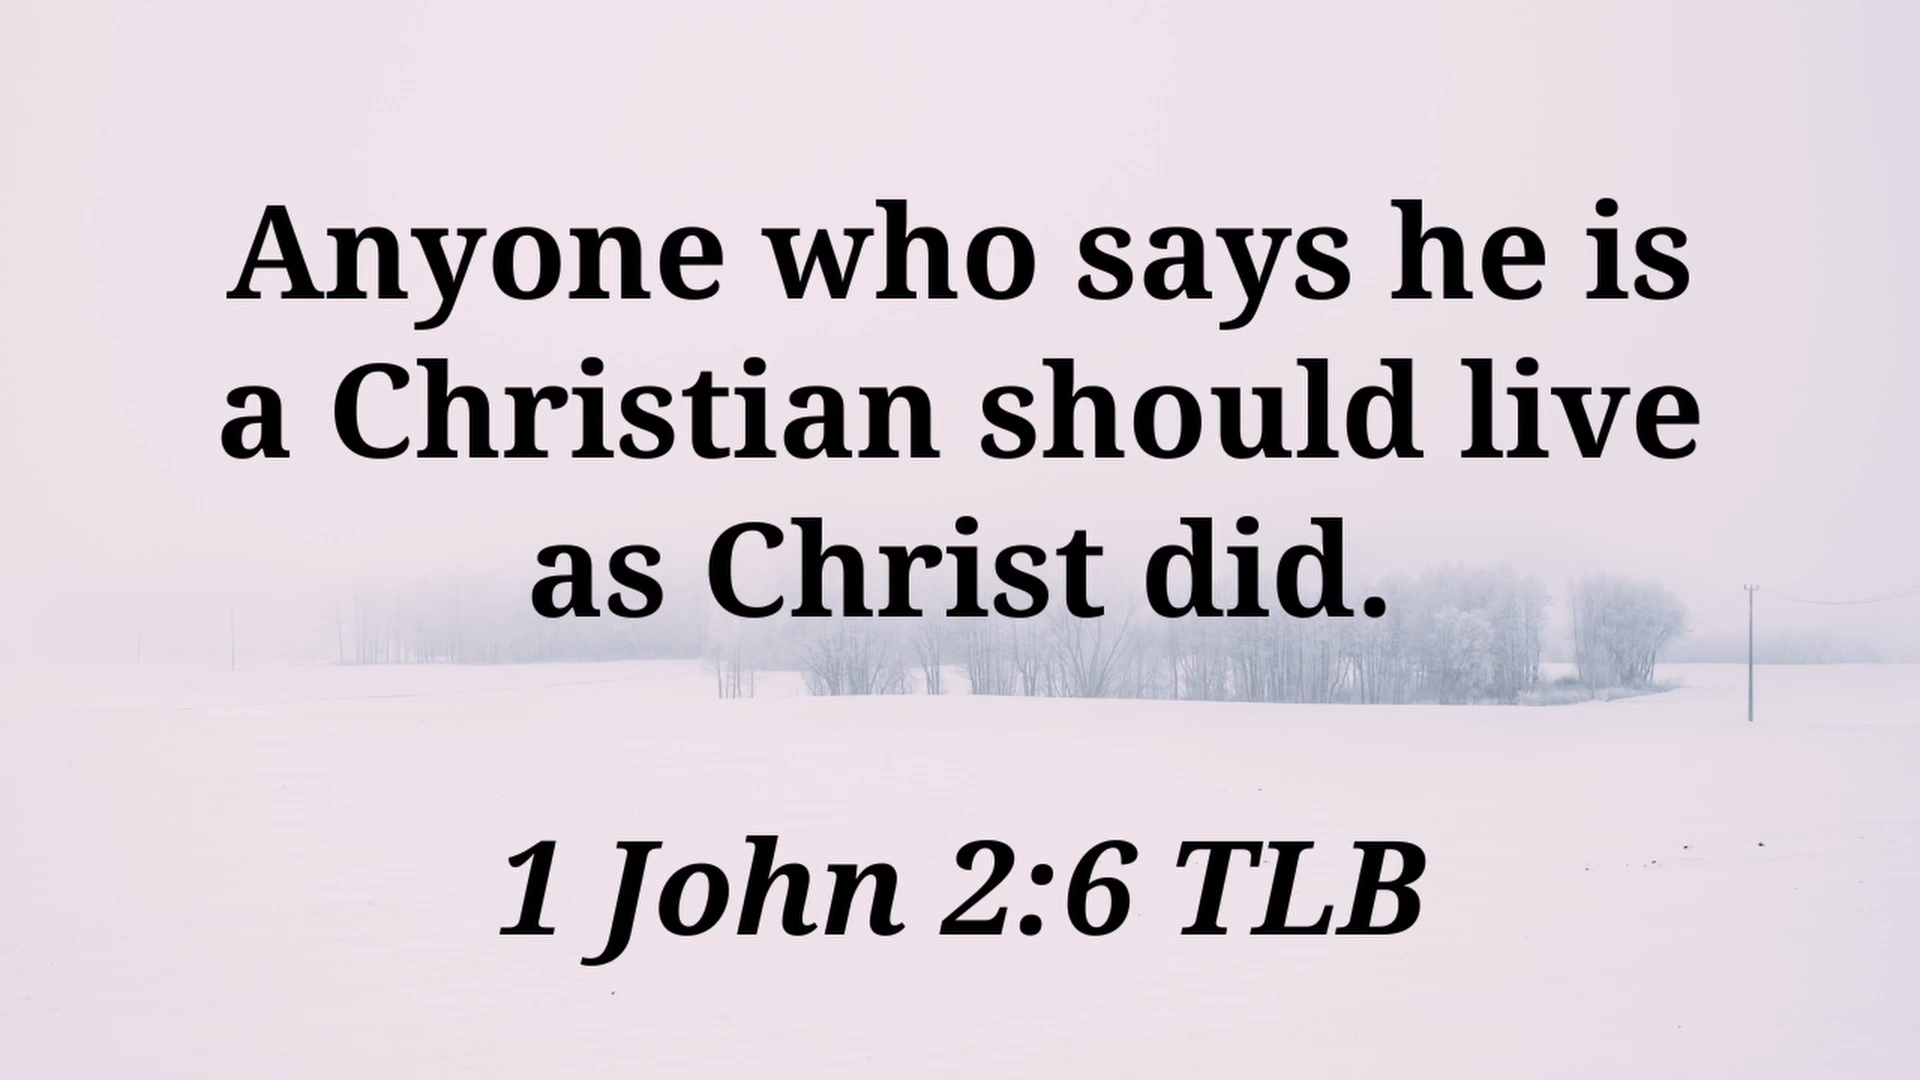 Anyone who says he is
a Christian should live
as Christ did.
1 John 2:6 TLB